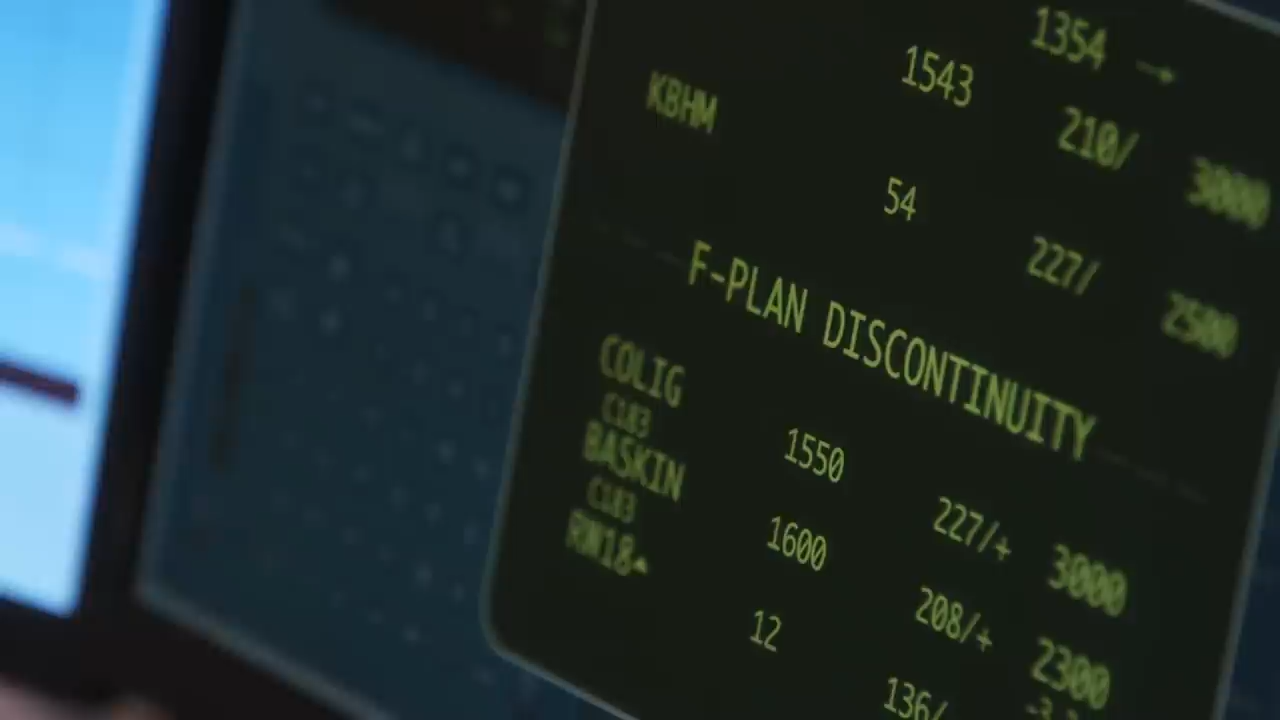 1354 →
1543 210/ 3000
KBHM 54 227/ 2500
F-PLAN DISCONTINUITY
COLIG 1550 227/+ 3000
C183
BASKIN 1600 208/+ 2300
C183
RW18 12 136/